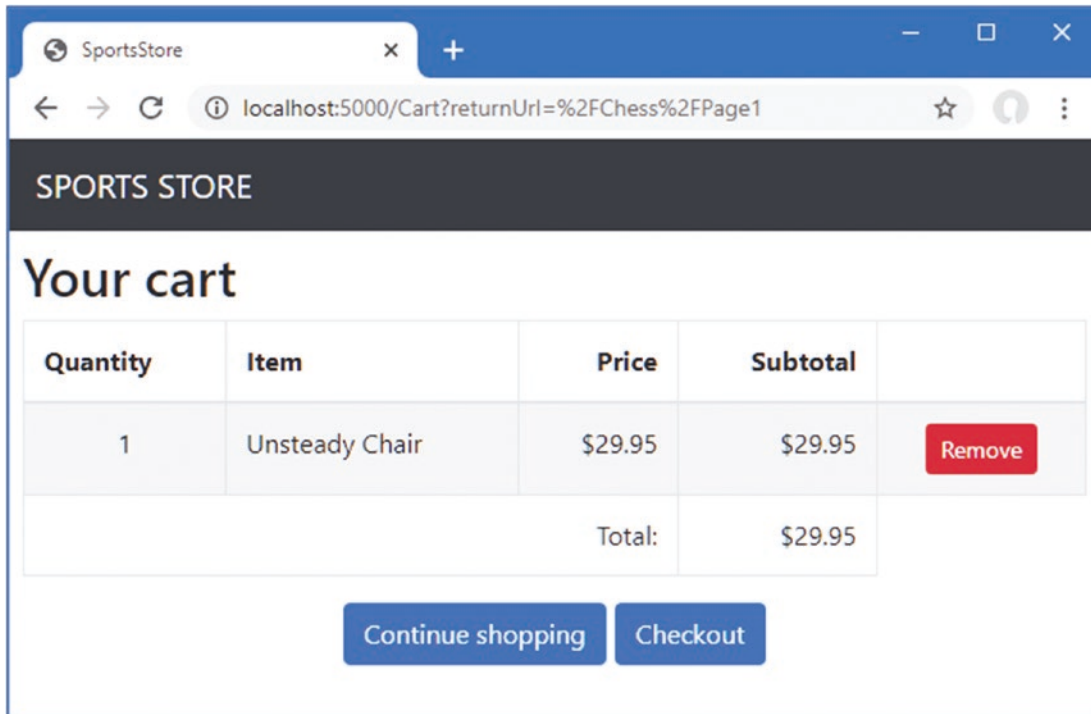 SportsStore
localhost:5000/Cart?returnUrl=%2FChess%2FPage1
SPORTS STORE
Your cart
Quantity Item Price Subtotal
1 Unsteady Chair $29.95 $29.95 Remove
Total: $29.95
Continue shopping Checkout